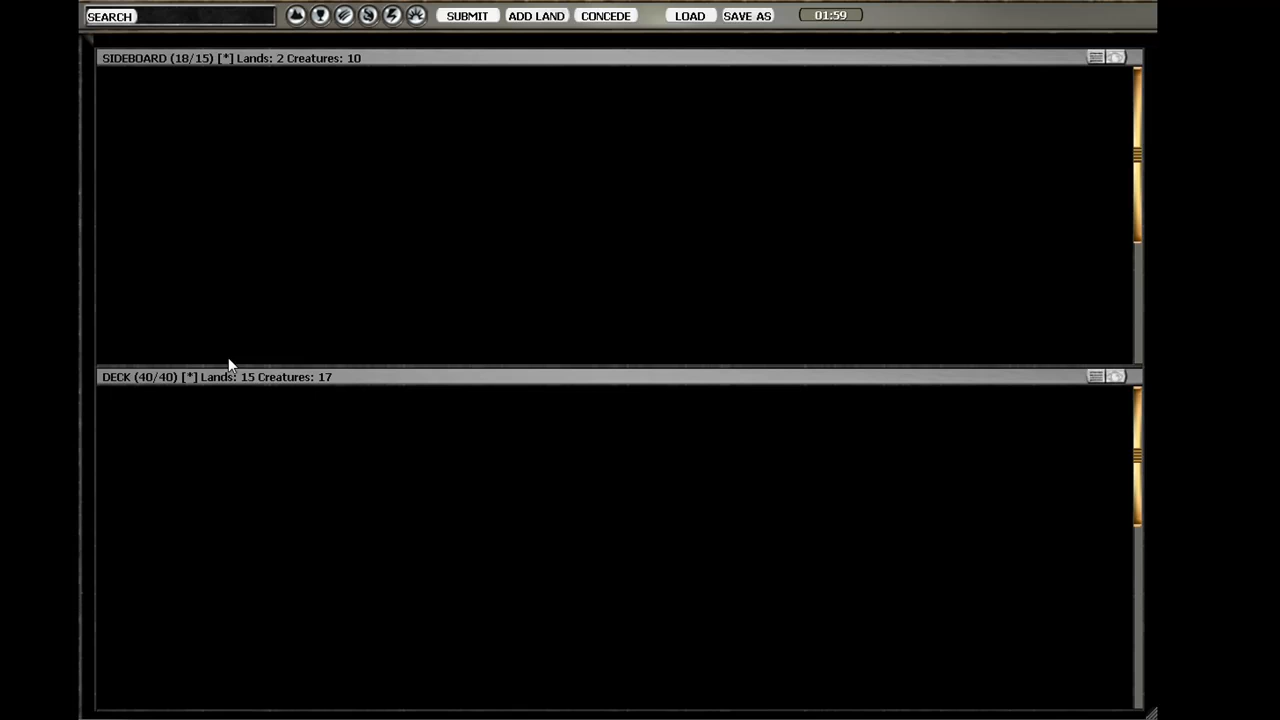 SEARCH SUBMIT ADD LAND CONCEDE LOAD SAVE AS 01:59
SIDEBOARD (18/15) [*] Lands: 2 Creatures: 10
DECK (40/40) [*] Lands: 15 Creatures: 17